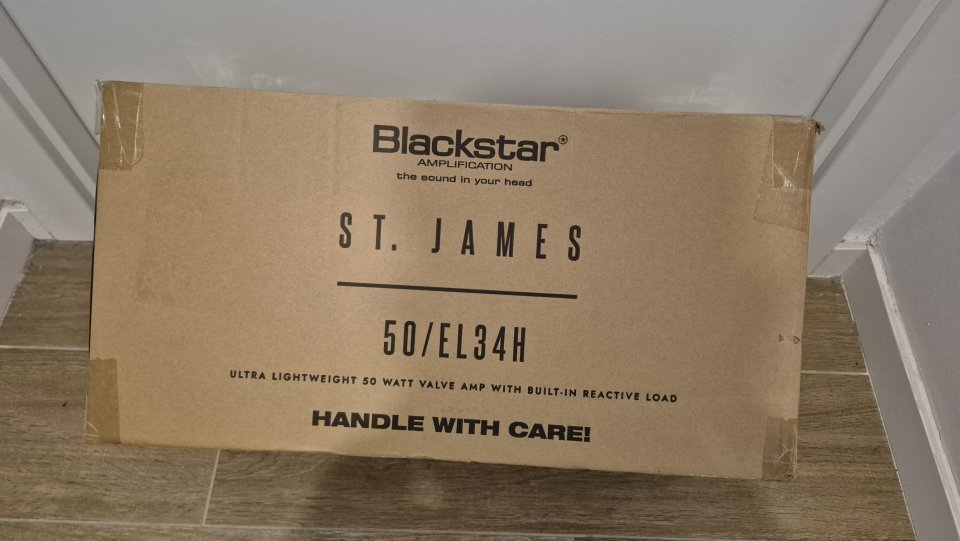 Blackstar®
AMPLIFICATION
the sound in your head
ST. JAMES
50/EL34H
ULTRA LIGHTWEIGHT 50 WATT VALVE AMP WITH BUILT-IN REACTIVE LOAD
HANDLE WITH CARE!